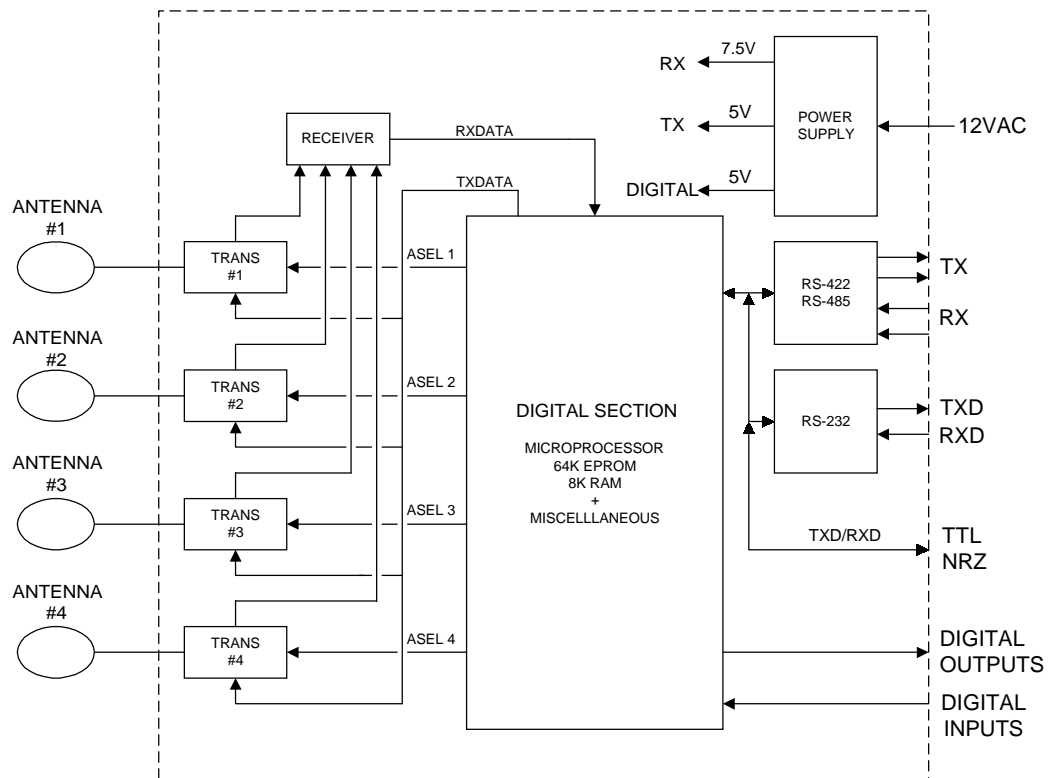 7.5V
RX
5V
TX
POWER
SUPPLY
12VAC
5V
DIGITAL
RECEIVER
RXDATA
TXDATA
ANTENNA
#1
TRANS
#1
ASEL 1
RS-422
RS-485
TX
RX
ANTENNA
#2
TRANS
#2
ASEL 2
DIGITAL SECTION
MICROPROCESSOR
64K EPROM
8K RAM
+
MISCELLLANEOUS
RS-232
TXD
RXD
ANTENNA
#3
TRANS
#3
ASEL 3
TXD/RXD
TTL
NRZ
ANTENNA
#4
TRANS
#4
ASEL 4
DIGITAL
OUTPUTS
DIGITAL
INPUTS